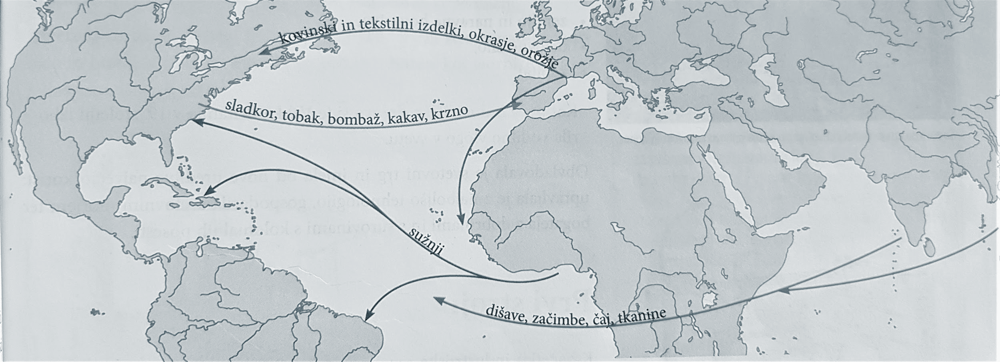 kovinski in tekstilni izdelki, okrasje, orožje
sladkor, tobak, bombaž, kakav, krzno
sužnji
dišave, začimbe, čaj, tkanine